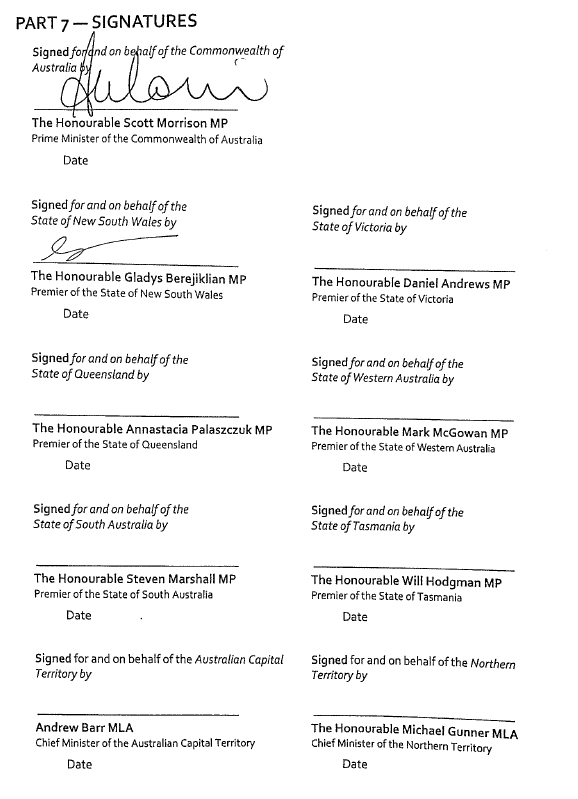 PART 7 — SIGNATURES
Signed for and on behalf of the Commonwealth of
Australia by
The Honourable Scott Morrison MP
Prime Minister of the Commonwealth of Australia
Date
Signed for and on behalf of the
State of New South Wales by
The Honourable Gladys Berejiklian MP
Premier of the State of New South Wales
Date
Signed for and on behalf of the
State of Victoria by
The Honourable Daniel Andrews MP
Premier of the State of Victoria
Date
Signed for and on behalf of the
State of Queensland by
The Honourable Annastacia Palaszczuk MP
Premier of the State of Queensland
Date
Signed for and on behalf of the
State of Western Australia by
The Honourable Mark McGowan MP
Premier of the State of Western Australia
Date
Signed for and on behalf of the
State of South Australia by
The Honourable Steven Marshall MP
Premier of the State of South Australia
Date
Signed for and on behalf of the
State of Tasmania by
The Honourable Will Hodgman MP
Premier of the State of Tasmania
Date
Signed for and on behalf of the Australian Capital
Territory by
Andrew Barr MLA
Chief Minister of the Australian Capital Territory
Date
Signed for and on behalf of the Northern
Territory by
The Honourable Michael Gunner MLA
Chief Minister of the Northern Territory
Date